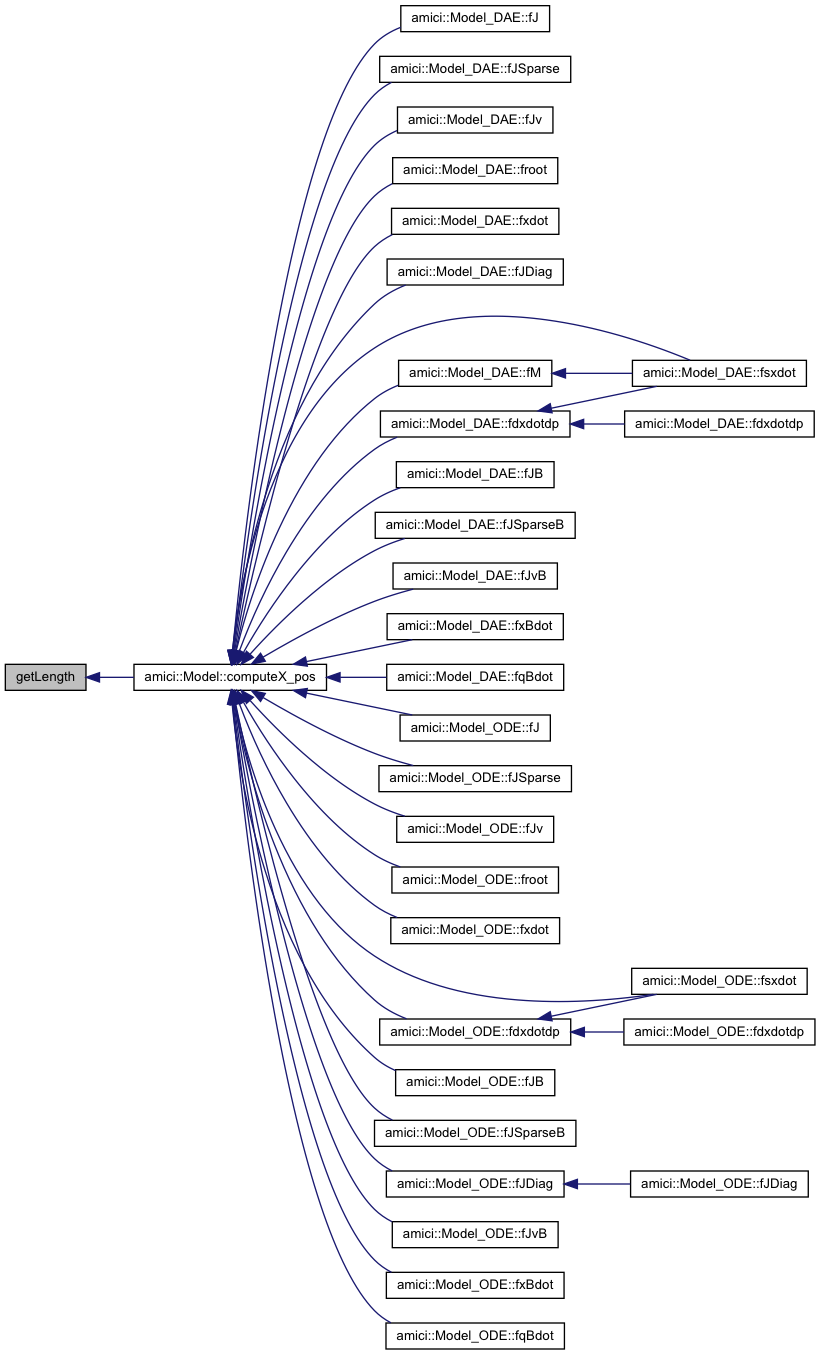 amici::Model_DAE::fJ
amici::Model_DAE::fJSparse
amici::Model_DAE::fJv
amici::Model_DAE::froot
amici::Model_DAE::fxdot
amici::Model_DAE::fJDiag
amici::Model_DAE::fM
amici::Model_DAE::fsxdot
amici::Model_DAE::fdxdotdp
amici::Model_DAE::fdxdotdp
amici::Model_DAE::fJB
amici::Model_DAE::fJSparseB
amici::Model_DAE::fJvB
amici::Model_DAE::fxBdot
getLength
amici::Model::computeX_pos
amici::Model_DAE::fqBdot
amici::Model_ODE::fJ
amici::Model_ODE::fJSparse
amici::Model_ODE::fJv
amici::Model_ODE::froot
amici::Model_ODE::fxdot
amici::Model_ODE::fsxdot
amici::Model_ODE::fdxdotdp
amici::Model_ODE::fdxdotdp
amici::Model_ODE::fJB
amici::Model_ODE::fJSparseB
amici::Model_ODE::fJDiag
amici::Model_ODE::fJDiag
amici::Model_ODE::fJvB
amici::Model_ODE::fxBdot
amici::Model_ODE::fqBdot